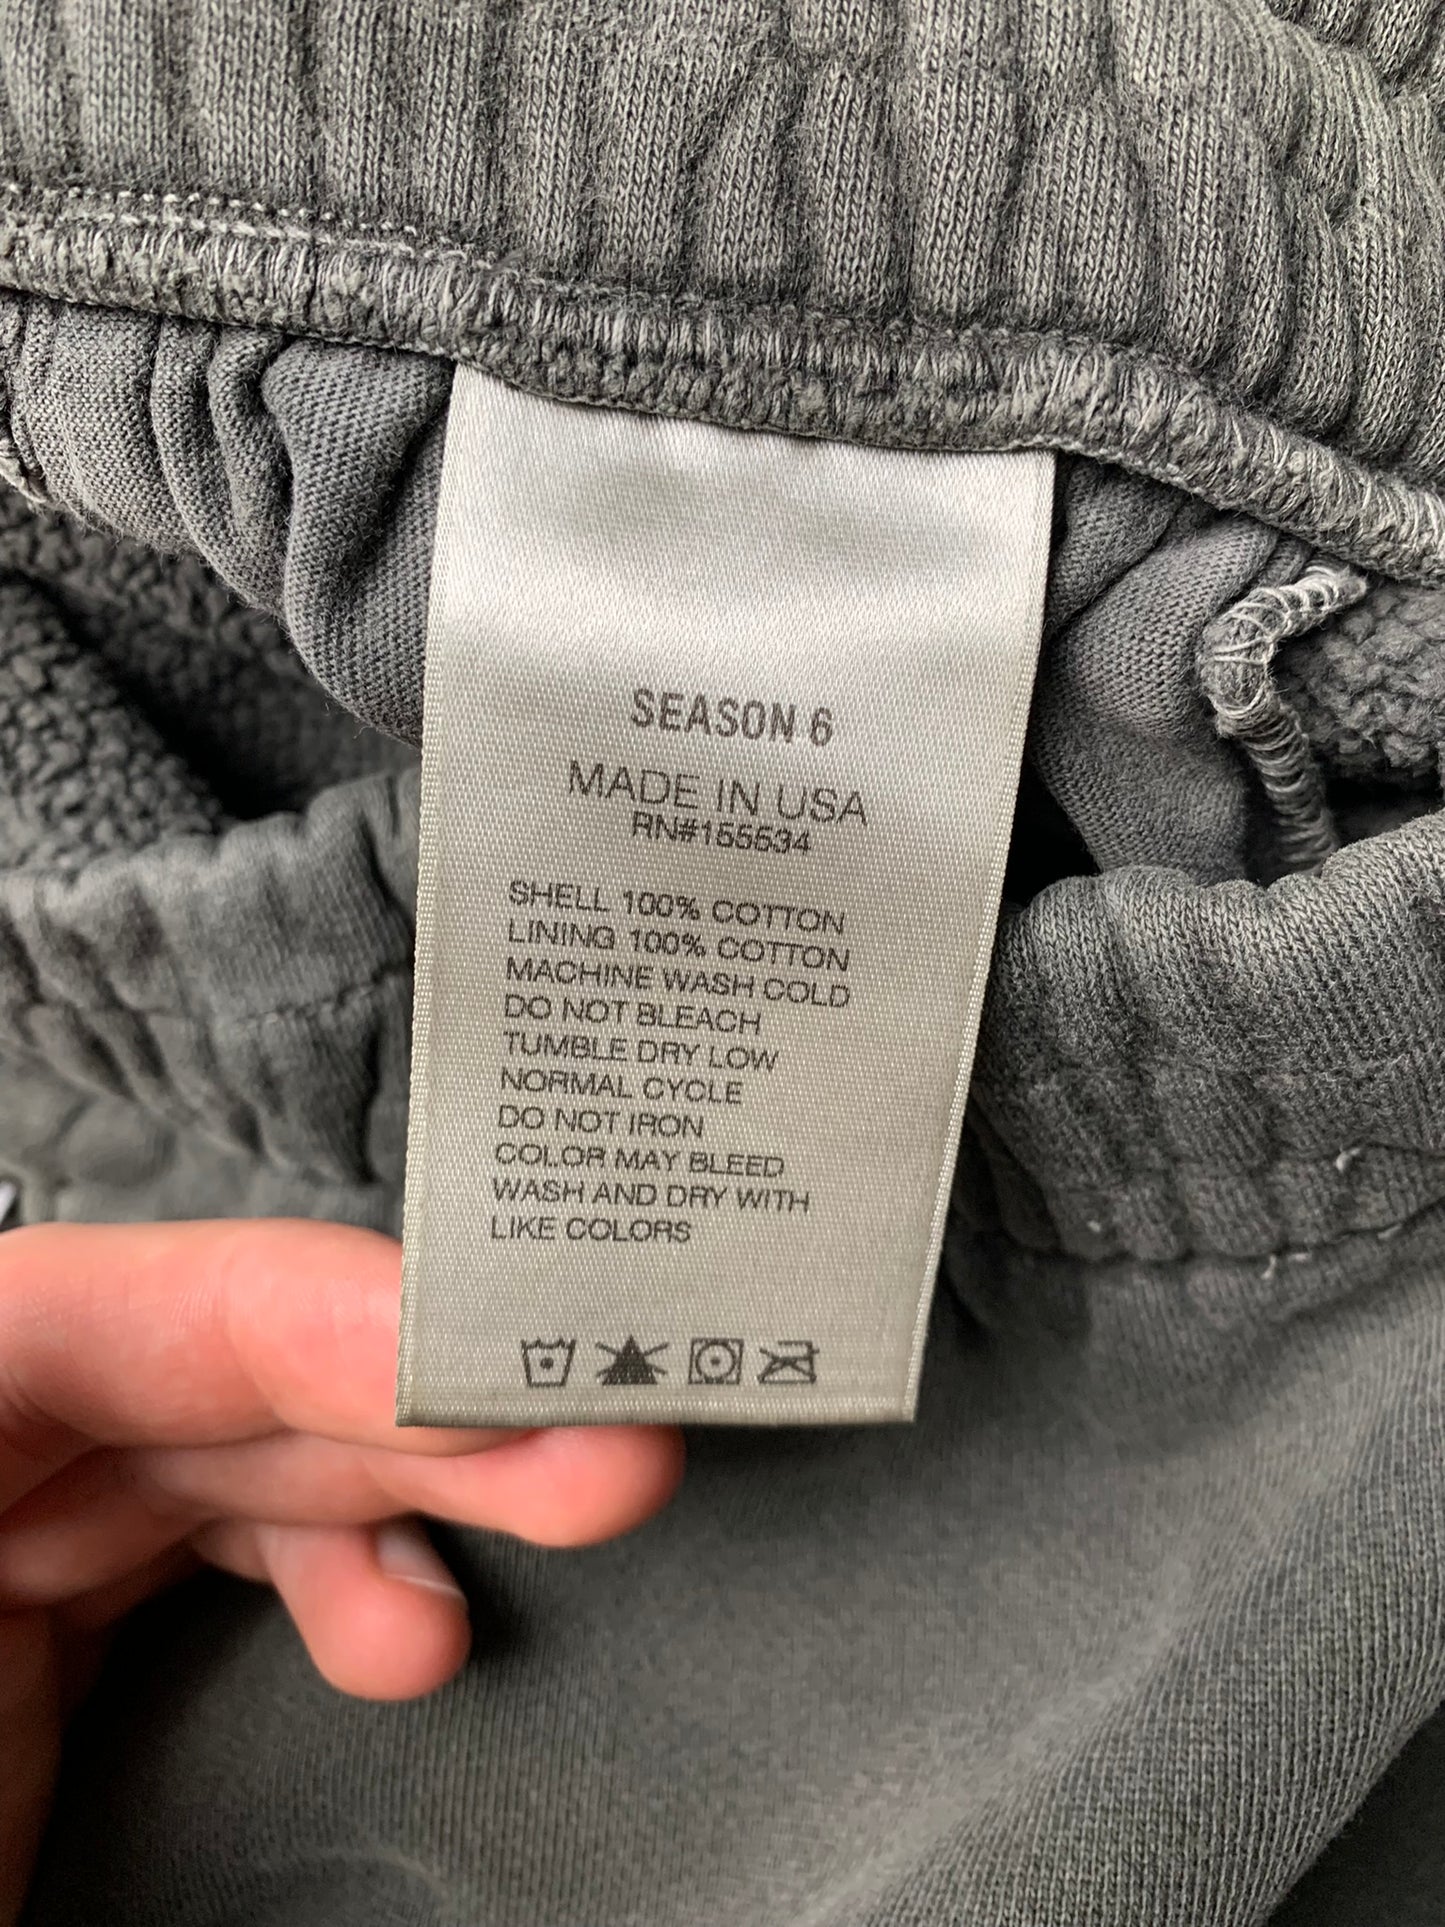 SEASON 6
MADE IN USA
RN#155534
SHELL 100% COTTON
LINING 100% COTTON
MACHINE WASH COLD
DO NOT BLEACH
TUMBLE DRY LOW
NORMAL CYCLE
DO NOT IRON
COLOR MAY BLEED
WASH AND DRY WITH
LIKE COLORS